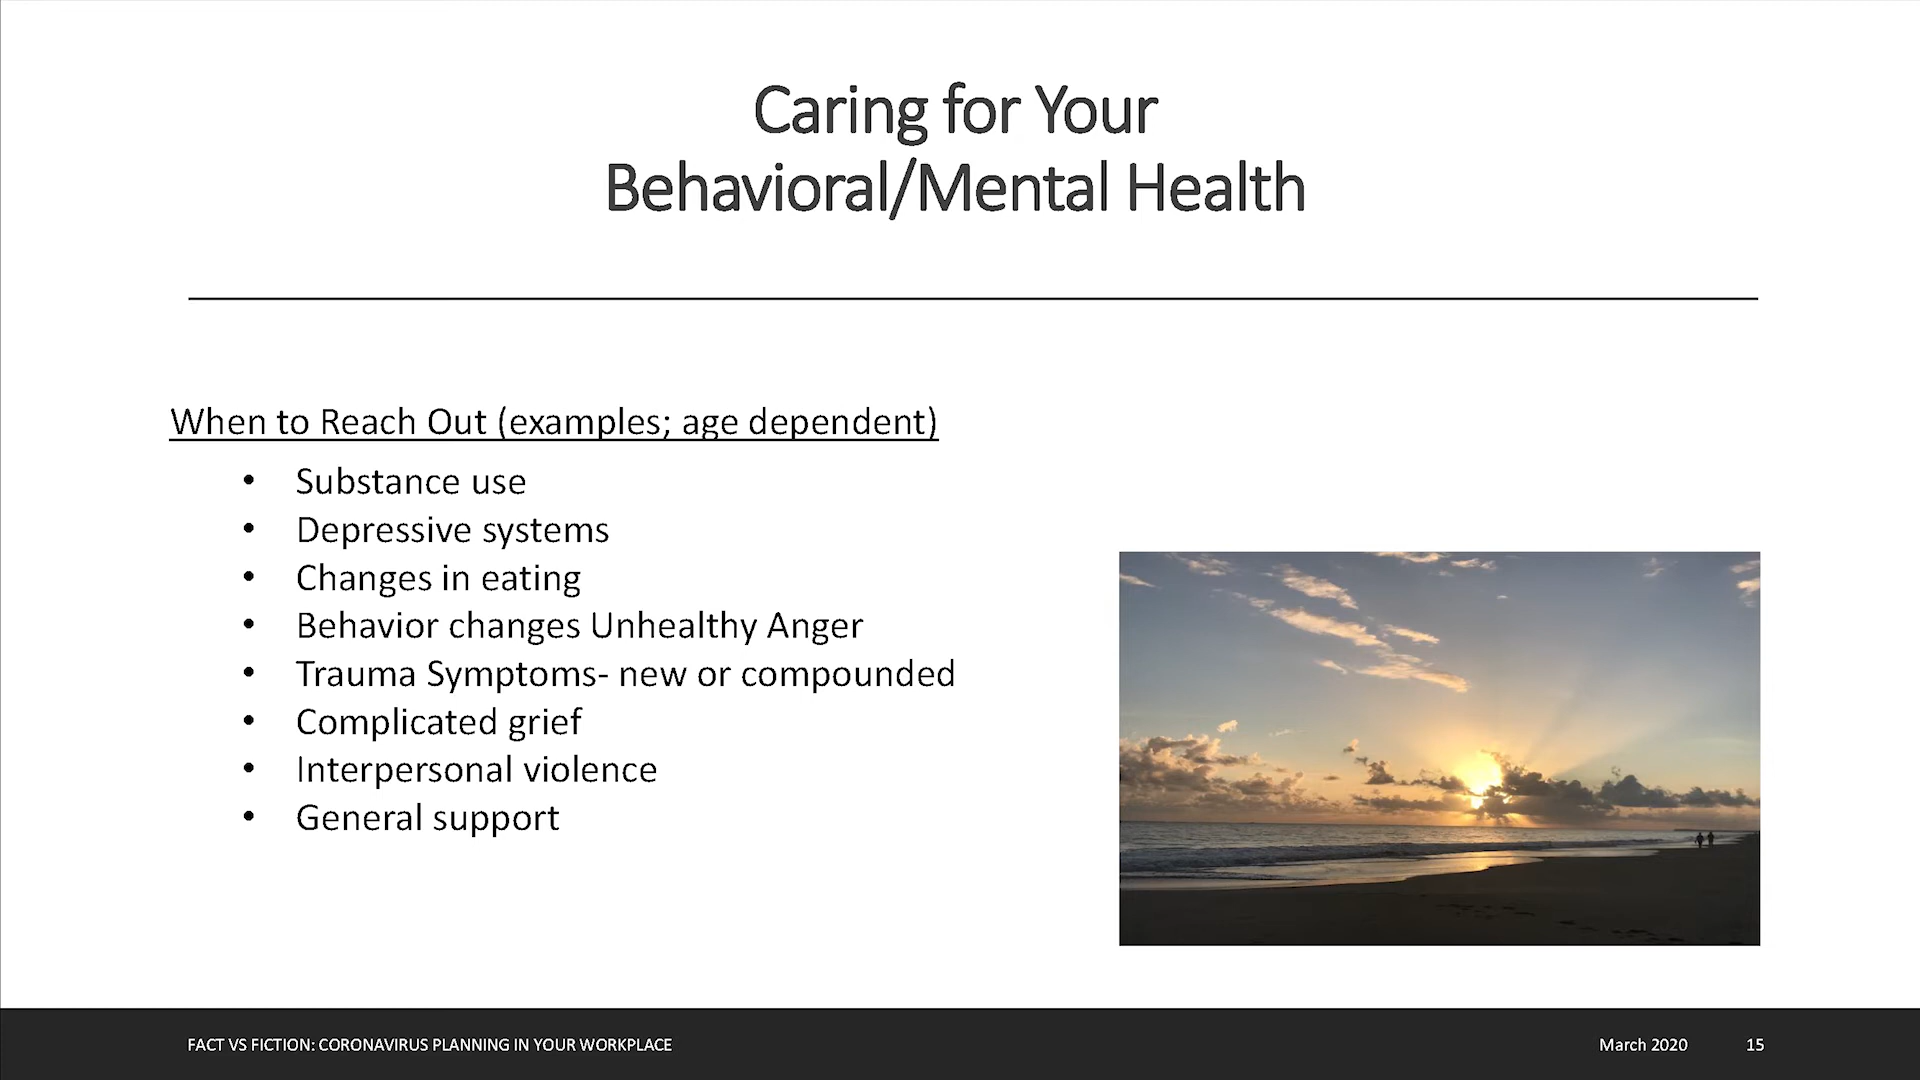 Caring for Your
Behavioral/Mental Health
When to Reach Out (examples; age dependent)
• Substance use
• Depressive systems
• Changes in eating
• Behavior changes Unhealthy Anger
• Trauma Symptoms- new or compounded
• Complicated grief
• Interpersonal violence
• General support
FACT VS FICTION: CORONAVIRUS PLANNING IN YOUR WORKPLACE
March 2020
15